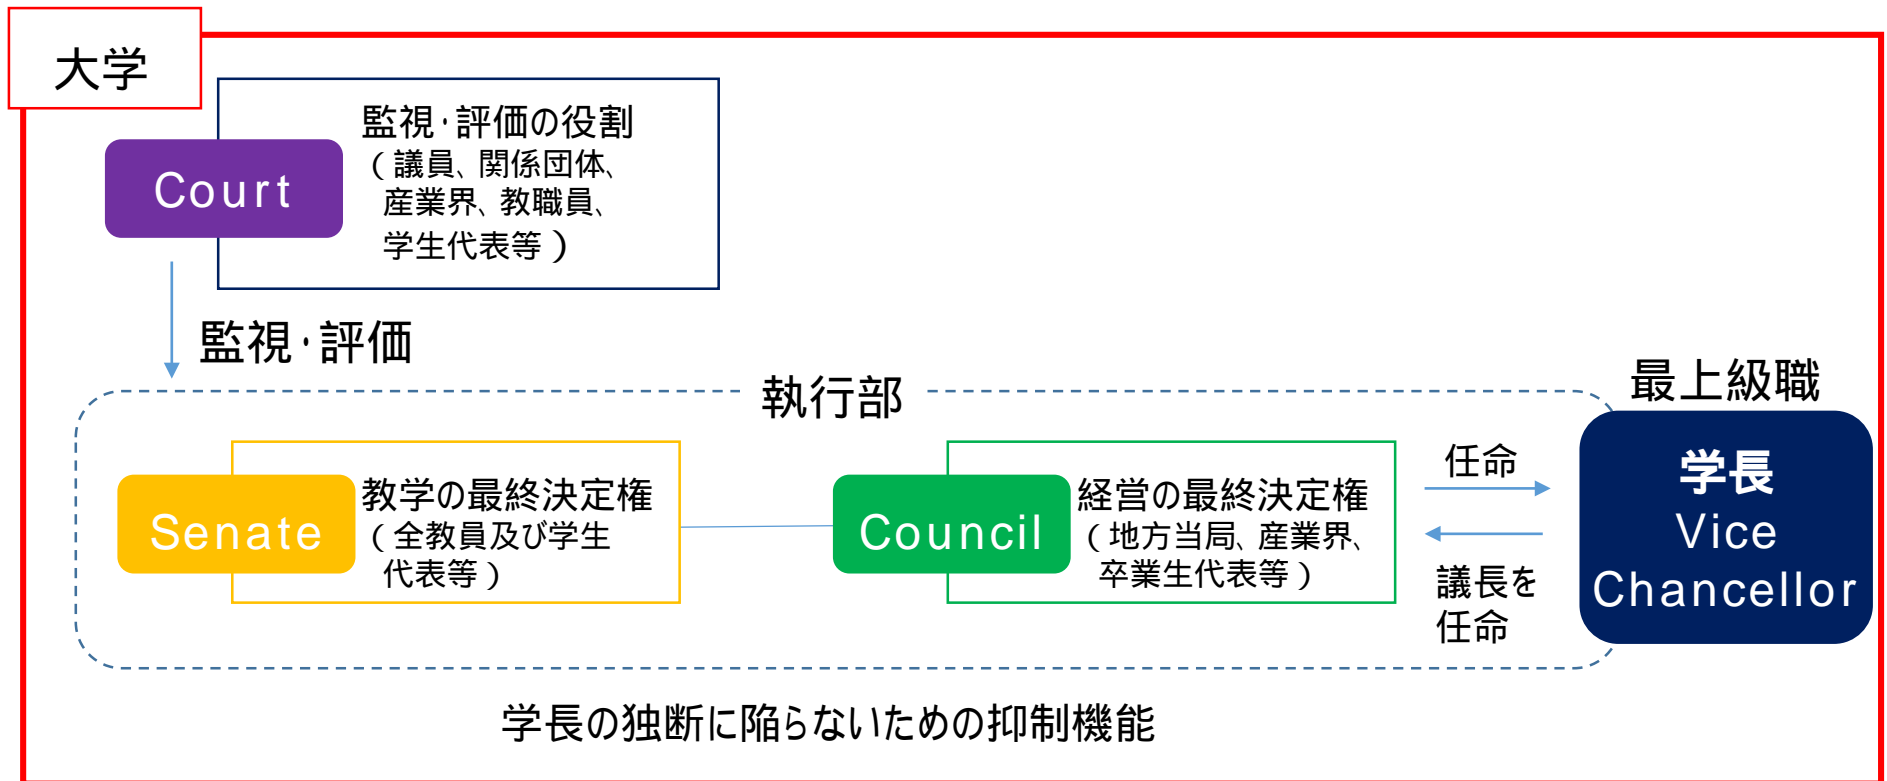 大学
監視・評価の役割
（議員、関係団体、
産業界、教職員、
学生代表等）
Court
監視・評価
執行部
最上級職
教学の最終決定権
（全教員及び学生
代表等）
Senate
経営の最終決定権
（地方当局、産業界、
卒業生代表等）
Council
任命
議長を
任命
学長
Vice
Chancellor
学長の独断に陥らないための抑制機能